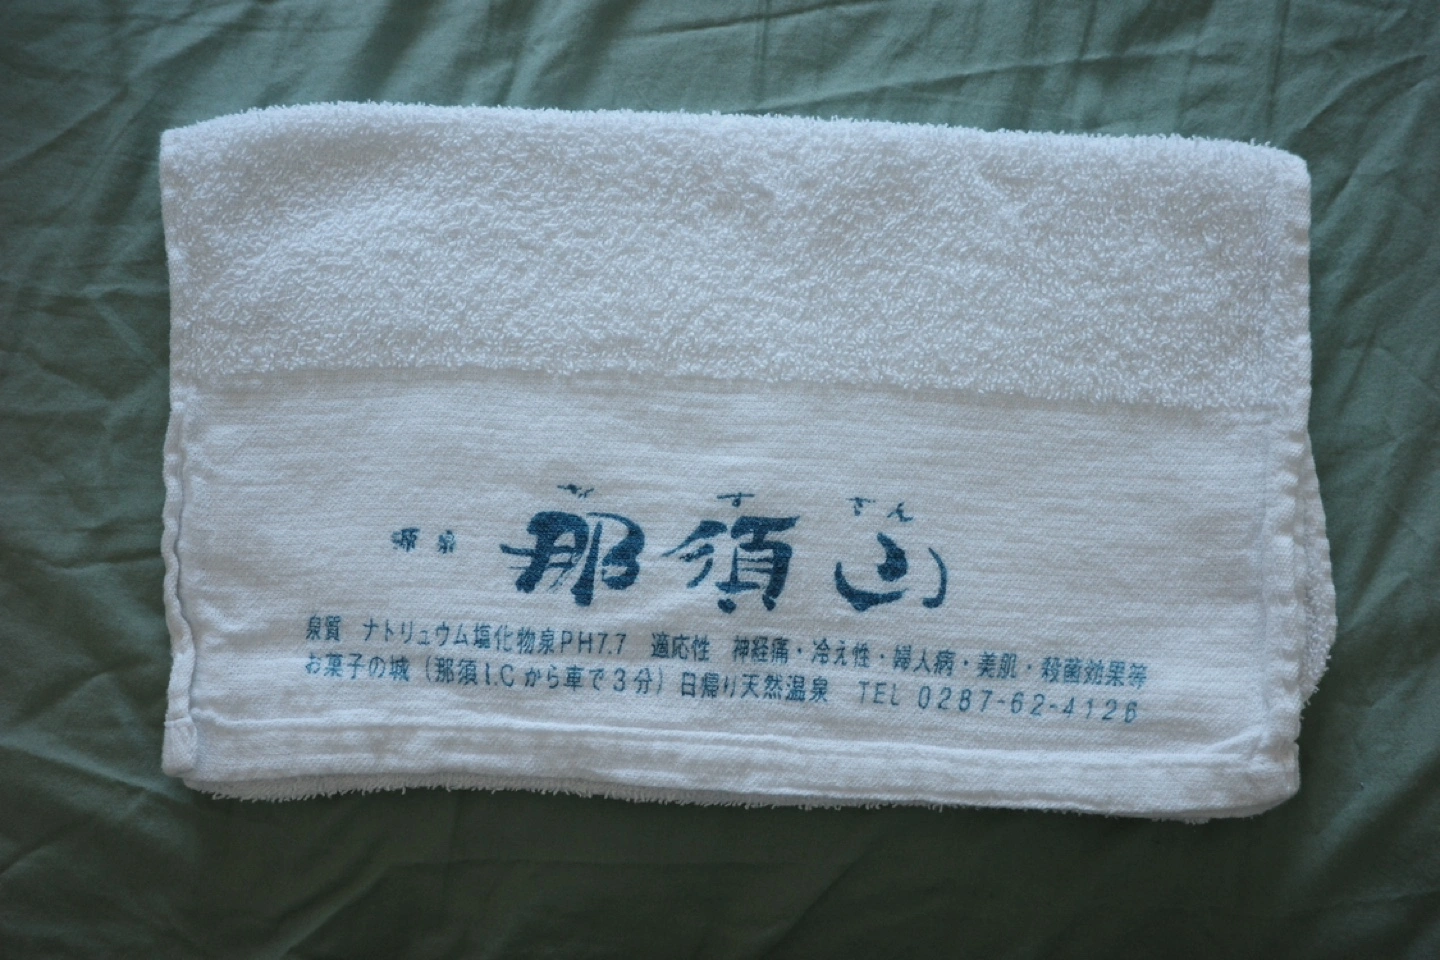 な す さん
源泉 那須山
泉質 ナトリュウム塩化物泉PH7.7 適応性 神経痛・冷え性・婦人病・美肌・殺菌効果等
お菓子の城（那須I.Cから車で3分）日帰り天然温泉 TEL 0287-62-4126